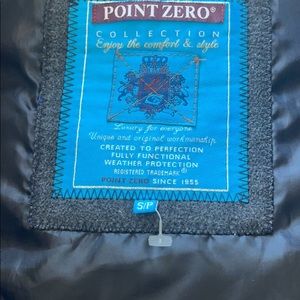 POINT ZERO®
COLLECTION
Enjoy the comfort & style
Luxury for everyone
Unique and original workmanship
CREATED TO PERFECTION
FULLY FUNCTIONAL
WEATHER PROTECTION
REGISTERED TRADEMARK®
POINT ZERO SINCE 1955
S/P